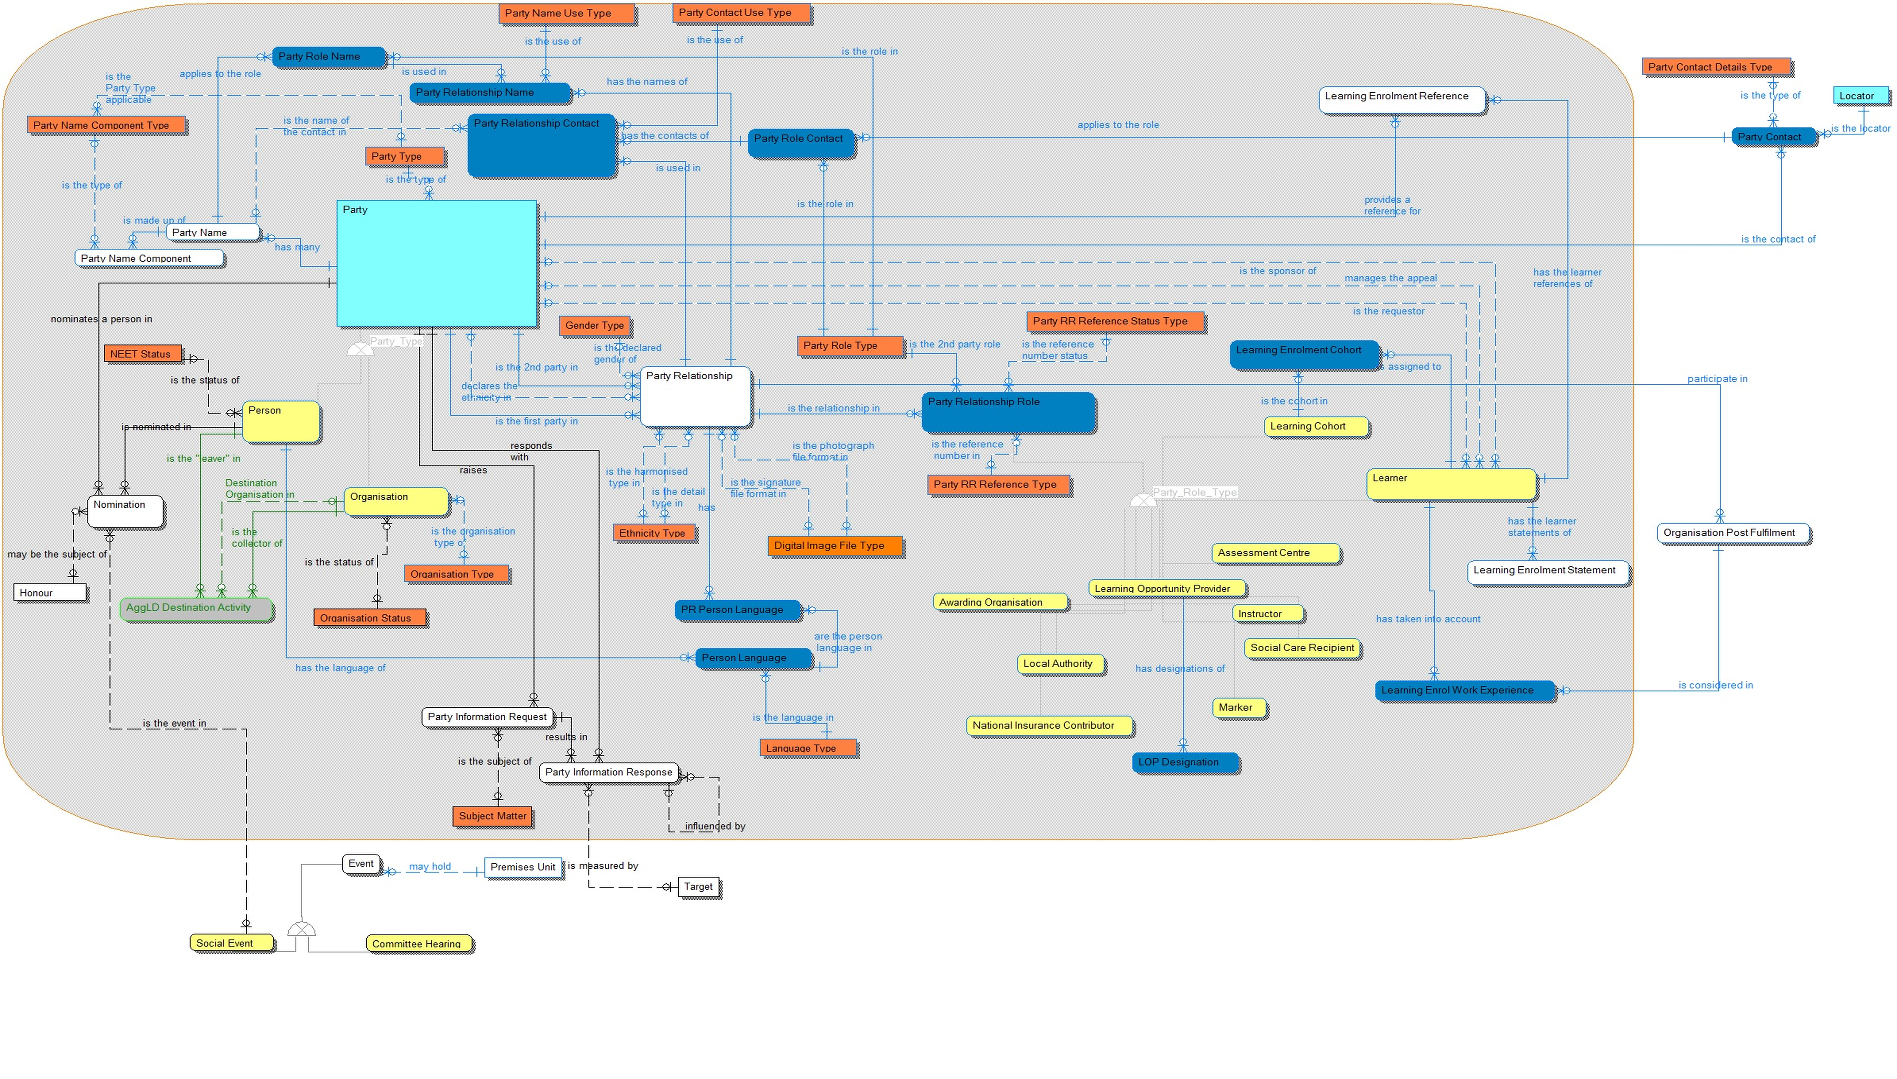 Party Name Use Type
Party Contact Use Type
is the use of
is the use of
Party Role Name
is the role in
applies to the role
is used in
is the
Party Type
applicable
Party Relationship Name
has the names of
Party Contact Details Type
is the type of
Locator
Learning Enrolment Reference
Party Name Component Type
is the name of
the contact in
Party Relationship Contact
has the contacts of
Party Role Contact
applies to the role
Party Contact
is the locator
Party Type
is the type of
is used in
is the type of
Party
is the role in
provides a
reference for
is made up of
Party Name
has many
Party Name Component
is the contact of
is the sponsor of
manages the appeal
has the learner
references of
is the requestor
nominates a person in
Gender Type
Party RR Reference Status Type
Party_Type
NEET Status
is the declared
gender of
Party Role Type
is the 2nd party role
is the reference
number status
Learning Enrolment Cohort
is assigned to
is the 2nd party in
Party Relationship
participate in
is the status of
declares the
ethnicity in
Person
is the relationship in
Party Relationship Role
is the cohort in
is the first party in
is nominated in
Learning Cohort
responds
with
raises
is the photograph
file format in
is the reference
number in
is the "leaver" in
is the harmonised
type in
is the signature
file format in
Party RR Reference Type
Learner
Destination
Organisation in
Organisation
is the detail
type in
has
Party_Role_Type
Nomination
is the
collector of
is the organisation
type of
Ethnicity Type
has the learner
statements of
Organisation Post Fulfilment
Digital Image File Type
may be the subject of
is the status of
Assessment Centre
Organisation Type
Learning Enrolment Statement
Honour
Learning Opportunity Provider
AggLD Destination Activity
Organisation Status
PR Person Language
Awarding Organisation
Instructor
has taken into account
are the person
language in
Person Language
Social Care Recipient
has the language of
Local Authority
has designations of
Learning Enrol Work Experience
is considered in
Party Information Request
is the language in
National Insurance Contributor
Marker
is the event in
results in
Language Type
is the subject of
Party Information Response
LOP Designation
Subject Matter
influenced by
Event
may hold
Premises Unit
is measured by
Target
Social Event
Committee Hearing